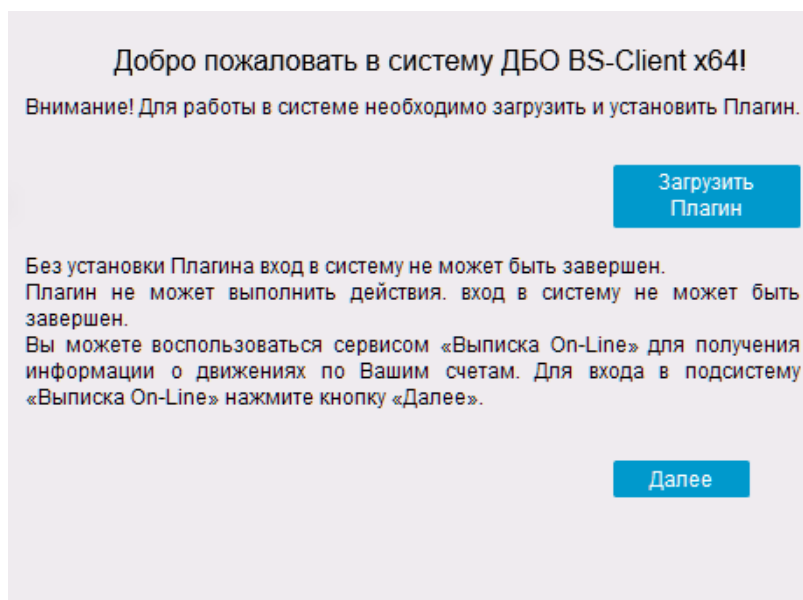 Добро пожаловать в систему ДБО BS-Client x64!
Внимание! Для работы в системе необходимо загрузить и установить Плагин.
Загрузить
Плагин
Без установки Плагина вход в систему не может быть завершен.
Плагин не может выполнить действия. вход в систему не может быть
завершен.
Вы можете воспользоваться сервисом «Выписка On-Line» для получения
информации о движениях по Вашим счетам. Для входа в подсистему
«Выписка On-Line» нажмите кнопку «Далее».
Далее